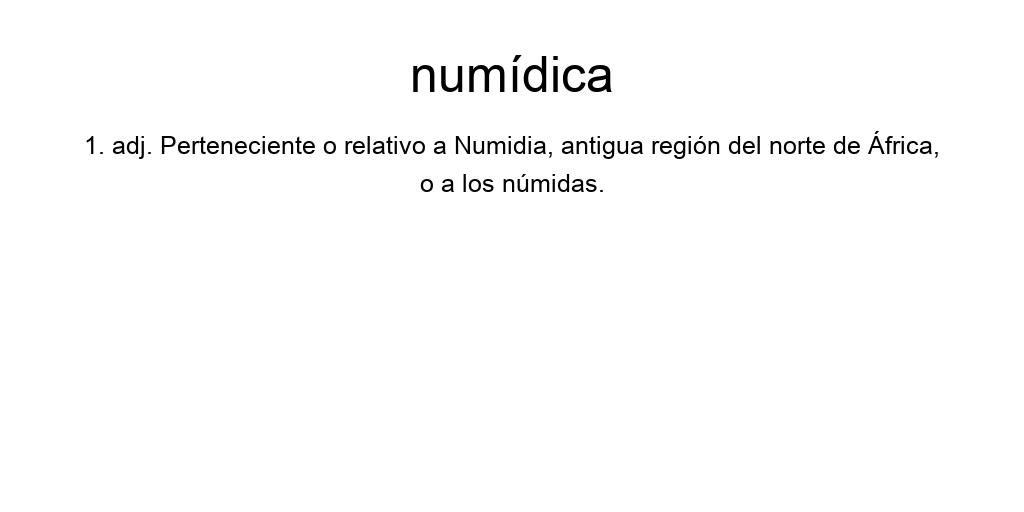 numídica
1. adj. Perteneciente o relativo a Numidia, antigua región del norte de África,
o a los númidas.